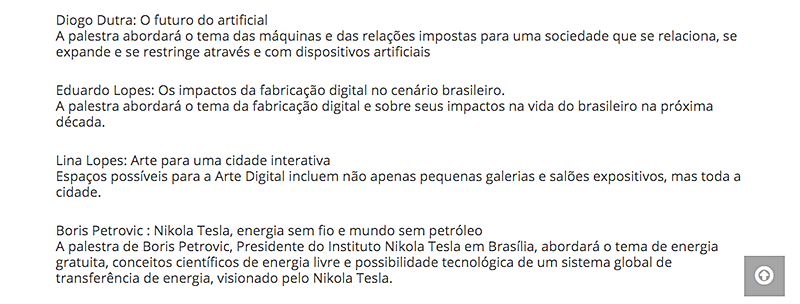 Diogo Dutra: O futuro do artificial
A palestra abordará o tema das máquinas e das relações impostas para uma sociedade que se relaciona, se
expande e se restringe através e com dispositivos artificiais
Eduardo Lopes: Os impactos da fabricação digital no cenário brasileiro.
A palestra abordará o tema da fabricação digital e sobre seus impactos na vida do brasileiro na próxima
década.
Lina Lopes: Arte para uma cidade interativa
Espaços possíveis para a Arte Digital incluem não apenas pequenas galerias e salões expositivos, mas toda a
cidade.
Boris Petrovic : Nikola Tesla, energia sem fio e mundo sem petróleo
A palestra de Boris Petrovic, Presidente do Instituto Nikola Tesla em Brasília, abordará o tema de energia
gratuita, conceitos científicos de energia livre e possibilidade tecnológica de um sistema global de
transferência de energia, visionado pelo Nikola Tesla.